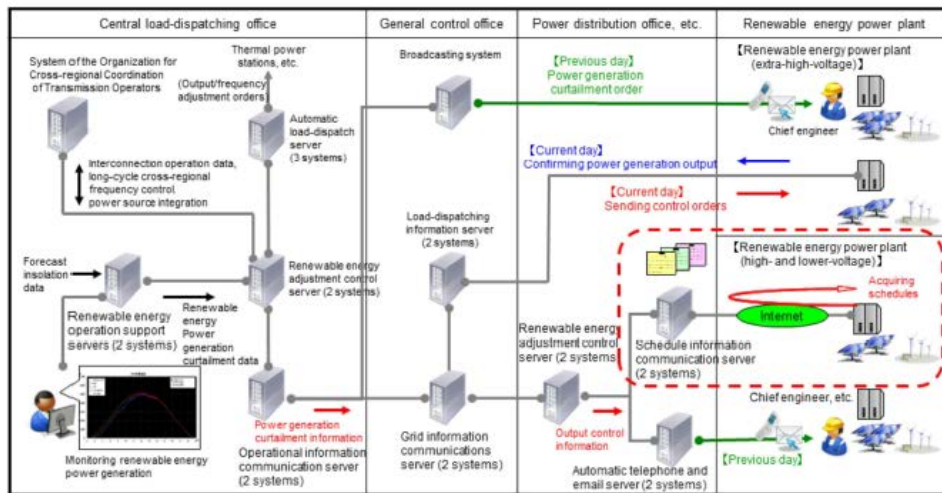 Central load-dispatching office
General control office
Power distribution office, etc.
Renewable energy power plant
System of the Organization for
Cross-regional Coordination
of Transmission Operators
Thermal power
stations, etc.
(Output/frequency
adjustment orders)
Automatic
load-dispatch
server
(3 systems)
Interconnection operation data,
long-cycle cross-regional
frequency control
power source integration
Forecast
insolation
data
Renewable energy
operation support
servers (2 systems)
Renewable
energy
Power
generation
curtailment data
Renewable energy
adjustment control
server (2 systems)
Monitoring renewable energy
power generation
Power generation
curtailment information
Operational information
communication server
(2 systems)
Broadcasting system
Load-dispatching
information server
(2 systems)
Grid information
communications
server (2 systems)
【Previous day】
Power generation
curtailment order
【Current day】
Confirming power generation output
【Current day】
Sending control orders
Renewable energy
adjustment control
server (2 systems)
Output control
information
Schedule information
communication server
(2 systems)
Automatic telephone and
email server (2 systems)
【Renewable energy power plant
(extra-high-voltage)】
Chief engineer
【Renewable energy power plant
(high- and lower-voltage)】
Acquiring
schedules
Internet
Chief engineer, etc.
【Previous day】